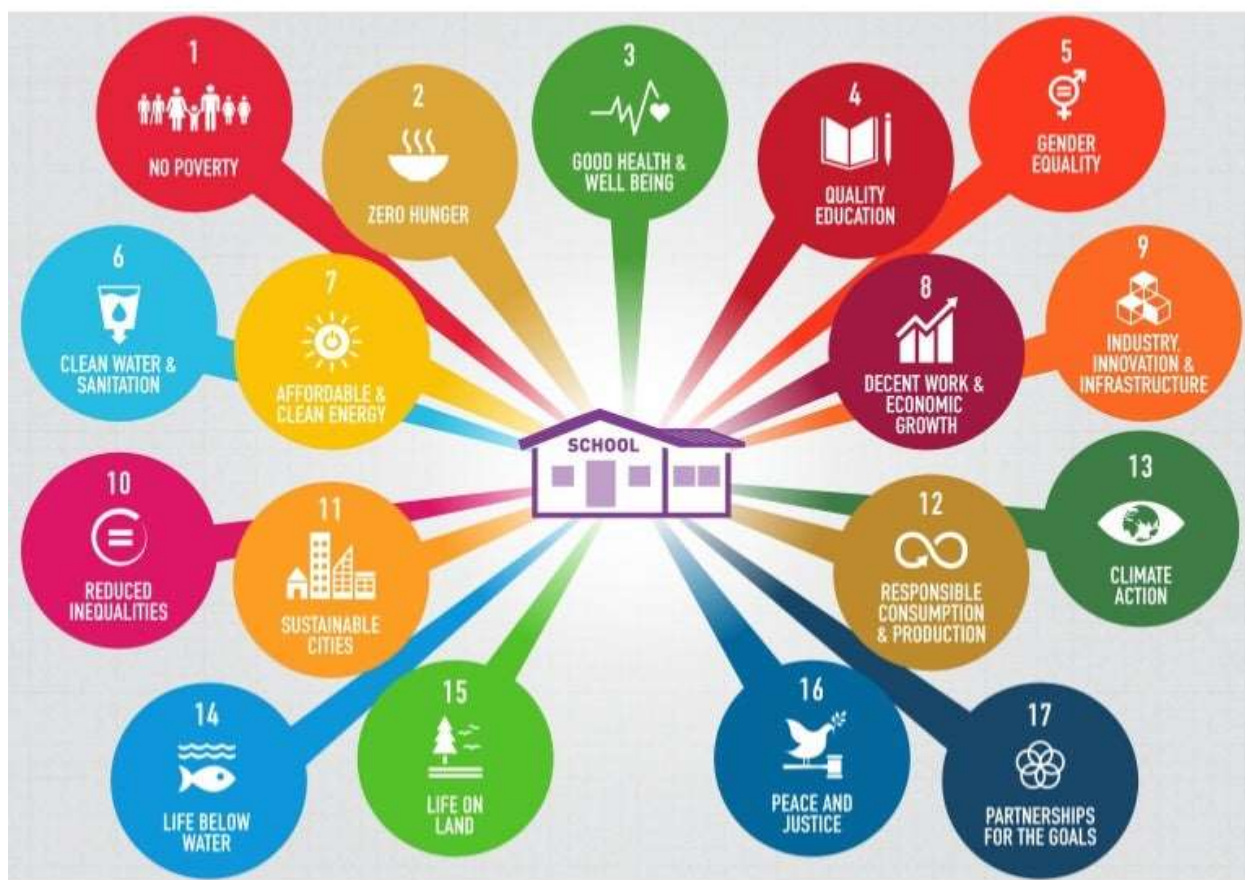 1
NO POVERTY
2
ZERO HUNGER
3
GOOD HEALTH &
WELL BEING
4
QUALITY
EDUCATION
5
GENDER
EQUALITY
6
CLEAN WATER &
SANITATION
7
AFFORDABLE &
CLEAN ENERGY
8
DECENT WORK &
ECONOMIC
GROWTH
9
INDUSTRY,
INNOVATION &
INFRASTRUCTURE
SCHOOL
10
REDUCED
INEQUALITIES
11
SUSTAINABLE
CITIES
12
RESPONSIBLE
CONSUMPTION
& PRODUCTION
13
CLIMATE
ACTION
14
LIFE BELOW
WATER
15
LIFE ON
LAND
16
PEACE AND
JUSTICE
17
PARTNERSHIPS
FOR THE GOALS